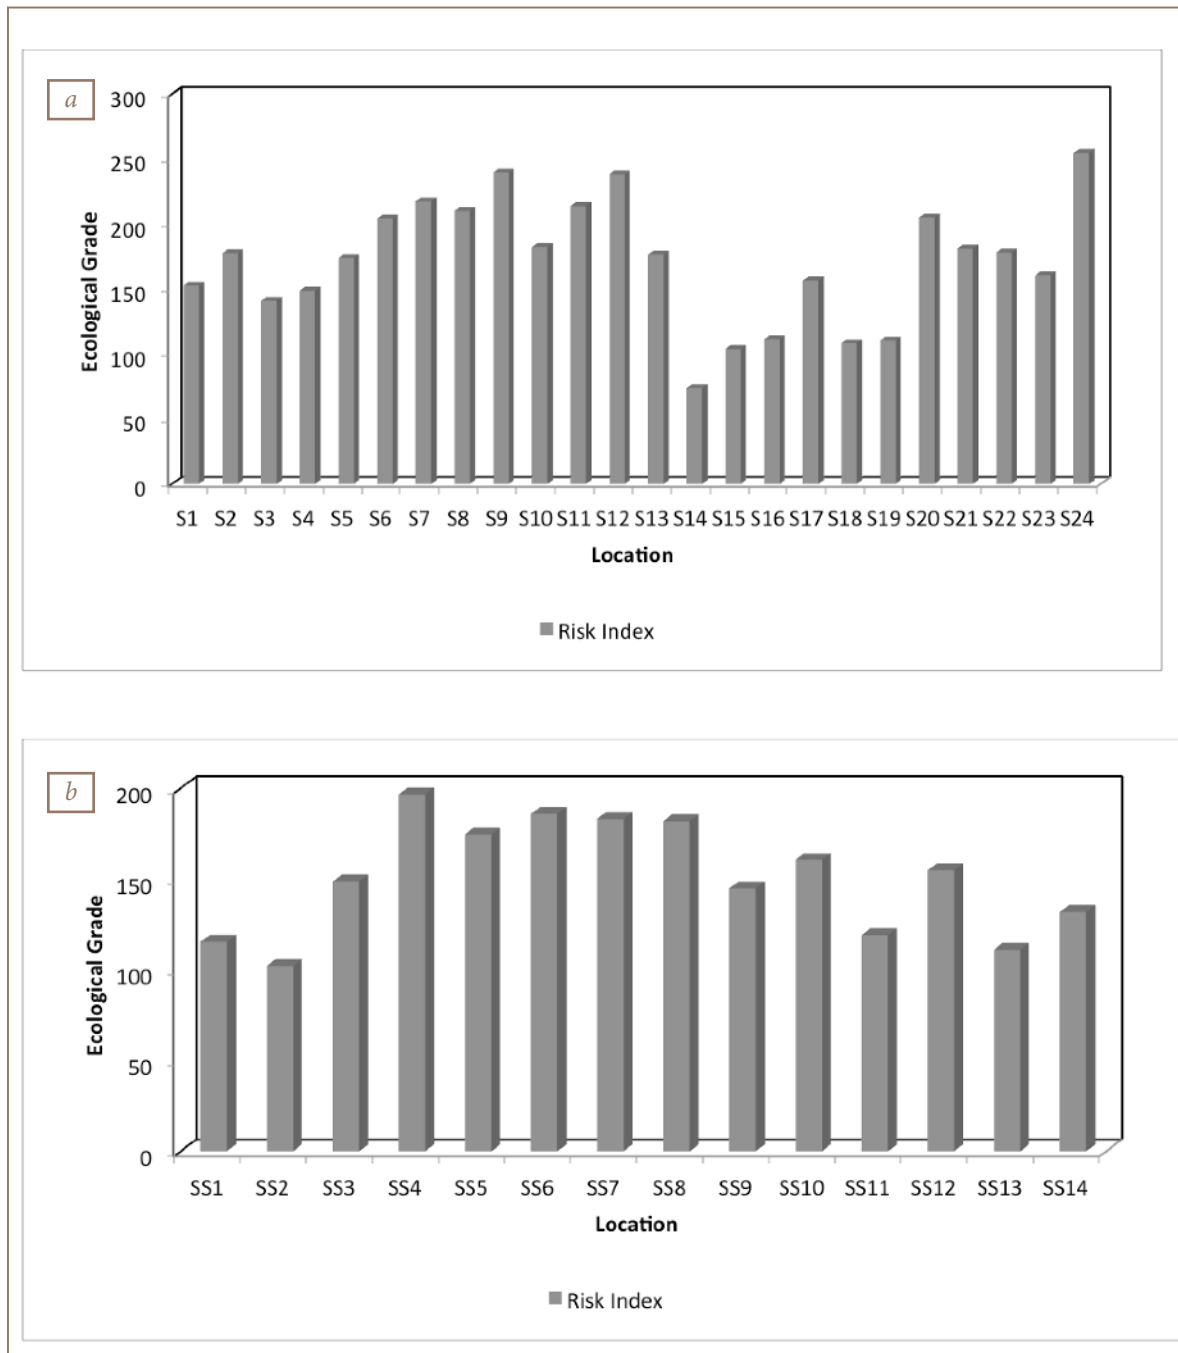 a
300
250
200
150
100
50
0
Ecological Grade
S1 S2 S3 S4 S5 S6 S7 S8 S9 S10 S11 S12 S13 S14 S15 S16 S17 S18 S19 S20 S21 S22 S23 S24
Location
Risk Index
b
200
150
100
50
0
Ecological Grade
SS1 SS2 SS3 SS4 SS5 SS6 SS7 SS8 SS9 SS10 SS11 SS12 SS13 SS14
Location
Risk Index